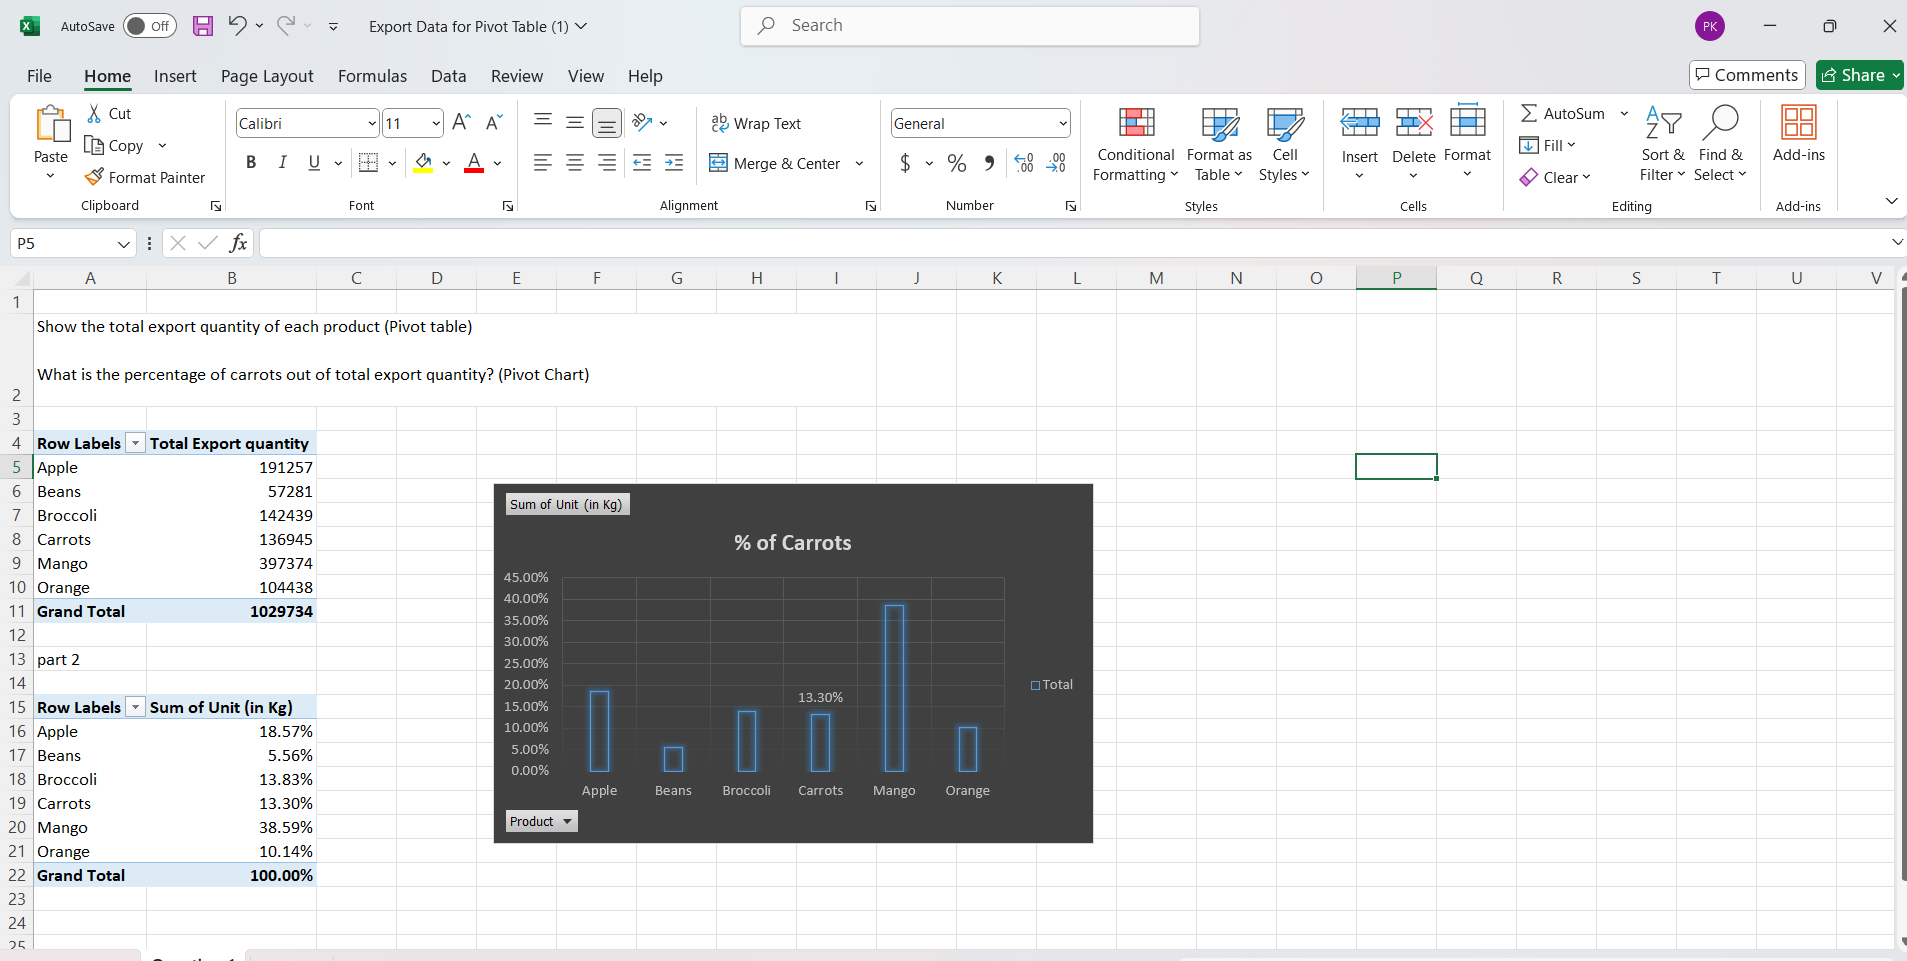 AutoSave Off Export Data for Pivot Table (1) Search PK
File Home Insert Page Layout Formulas Data Review View Help Comments Share
Paste Cut Copy Format Painter Clipboard
Calibri 11 A A B I U A Font
ab c Wrap Text Merge & Center Alignment
General $ % 9 Number
Conditional Formatting Format as Table Cell Styles Styles
Insert Delete Format Cells
AutoSum Fill Clear Sort & Filter Find & Select Editing
Add-ins Add-ins
P5 fx
A B C D E F G H I J K L M N O P Q R S T U V
1
Show the total export quantity of each product (Pivot table)
What is the percentage of carrots out of total export quantity? (Pivot Chart)
2
3
4 Row Labels Total Export quantity
5 Apple 191257
6 Beans 57281
7 Broccoli 142439
8 Carrots 136945
9 Mango 397374
10 Orange 104438
11 Grand Total 1029734
12
13 part 2
14
15 Row Labels Sum of Unit (in Kg)
16 Apple 18.57%
17 Beans 5.56%
18 Broccoli 13.83%
19 Carrots 13.30%
20 Mango 38.59%
21 Orange 10.14%
22 Grand Total 100.00%
23
24
25
Sum of Unit (in Kg)
% of Carrots
45.00%
40.00%
35.00%
30.00%
25.00%
20.00%
15.00%
10.00%
5.00%
0.00%
13.30%
Total
Apple Beans Broccoli Carrots Mango Orange
Product